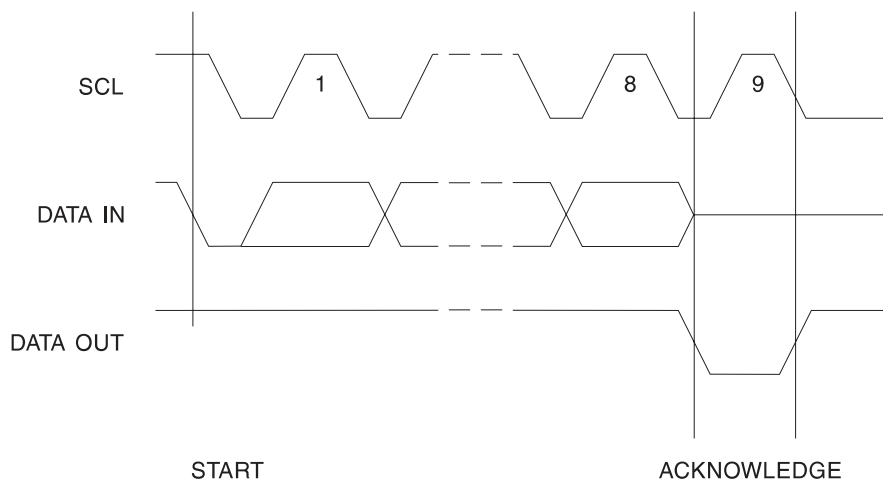 SCL
1
8
9
DATA IN
DATA OUT
START
ACKNOWLEDGE